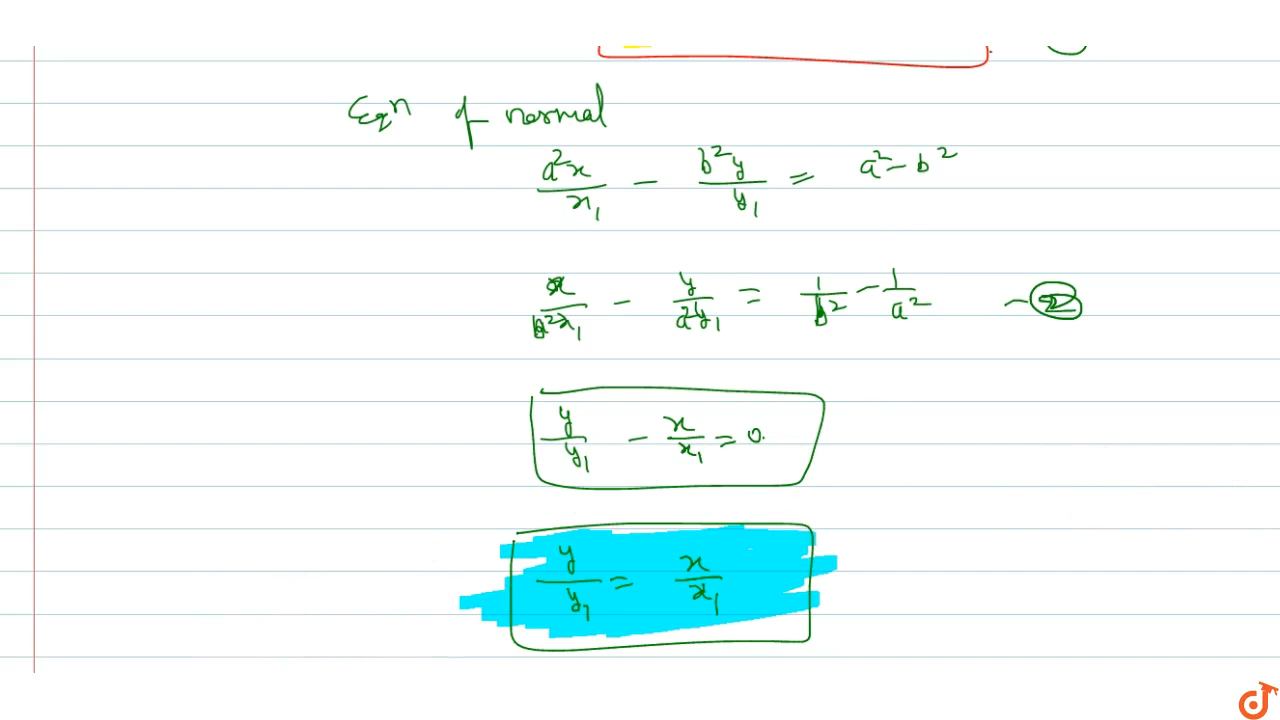 Eqn of normal
a²x/x₁ − b²y/y₁ = a² − b²
x/b²x₁ − y/a²y₁ = 1/b² − 1/a² − 2
y/y₁ − x/x₁ = 0.
y/y₁ = x/x₁